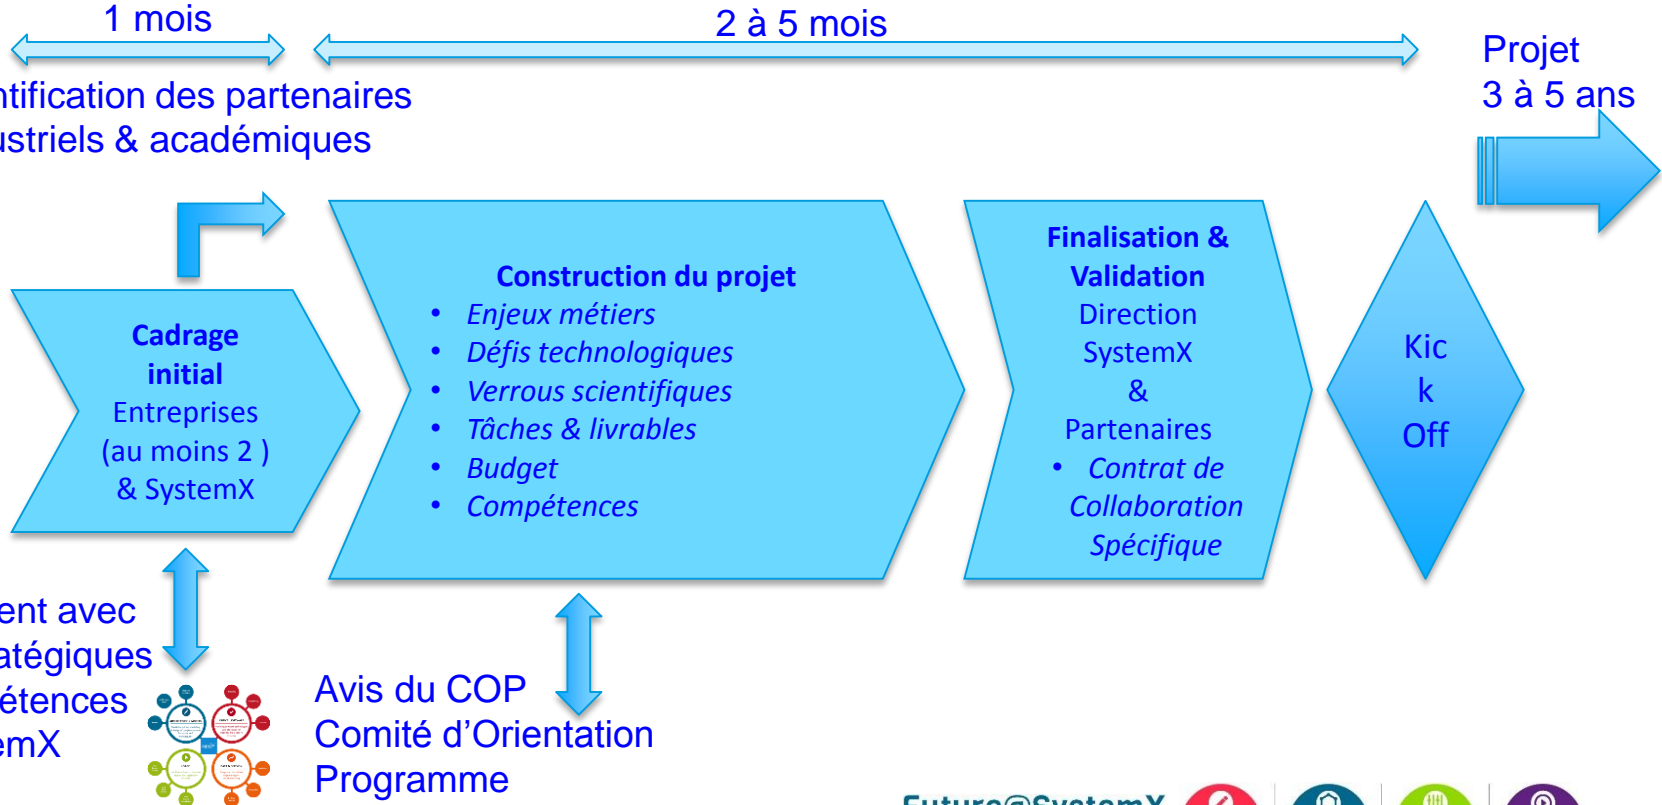 1 mois
2 à 5 mois
Projet
3 à 5 ans
ntification des partenaires
ustriels & académiques
Cadrage
initial
Entreprises
(au moins 2 )
& SystemX
Construction du projet
• Enjeux métiers
• Défis technologiques
• Verrous scientifiques
• Tâches & livrables
• Budget
• Compétences
Finalisation &
Validation
Direction
SystemX
&
Partenaires
• Contrat de
Collaboration
Spécifique
Kic
k
Off
ent avec
atégiques
étences
emX
Avis du COP
Comité d'Orientation
Programme
Future@SystemX